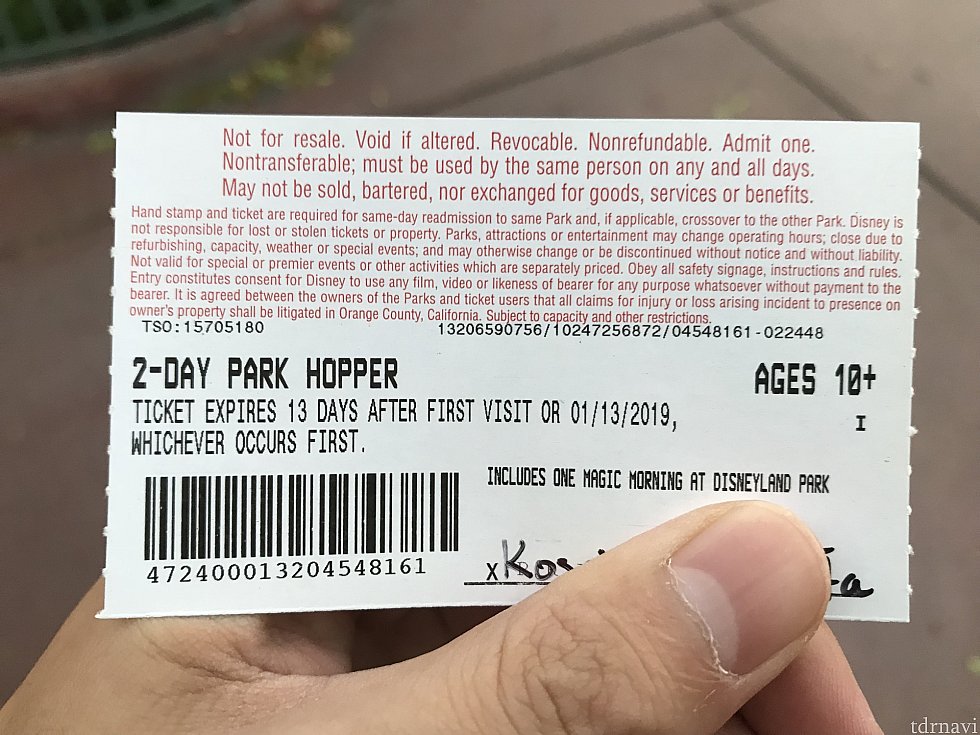 Not for resale. Void if altered. Revocable. Nonrefundable. Admit one.
Nontransferable; must be used by the same person on any and all days.
May not be sold, bartered, nor exchanged for goods, services or benefits.
Hand stamp and ticket are required for same-day readmission to same Park and, if applicable, crossover to the other Park. Disney is
not responsible for lost or stolen tickets or property. Parks, attractions or entertainment may change operating hours; close due to
refurbishing, capacity, weather or special events; and may otherwise change or be discontinued without notice and without liability.
Not valid for special or premier events or other activities which are separately priced. Obey all safety signage, instructions and rules.
Entry constitutes consent for Disney to use any film, video or likeness of bearer for any purpose whatsoever without payment to the
bearer. It is agreed between the owners of the Parks and ticket users that all claims for injury or loss arising incident to presence on
owner's property shall be litigated in Orange County, California. Subject to capacity and other restrictions.
TSO:15705180 13206590756/10247256872/04548161-022448
2-DAY PARK HOPPER AGES 10+
TICKET EXPIRES 13 DAYS AFTER FIRST VISIT OR 01/13/2019, I
WHICHEVER OCCURS FIRST.
INCLUDES ONE MAGIC MORNING AT DISNEYLAND PARK
472400013204548161
x
tdrnavi